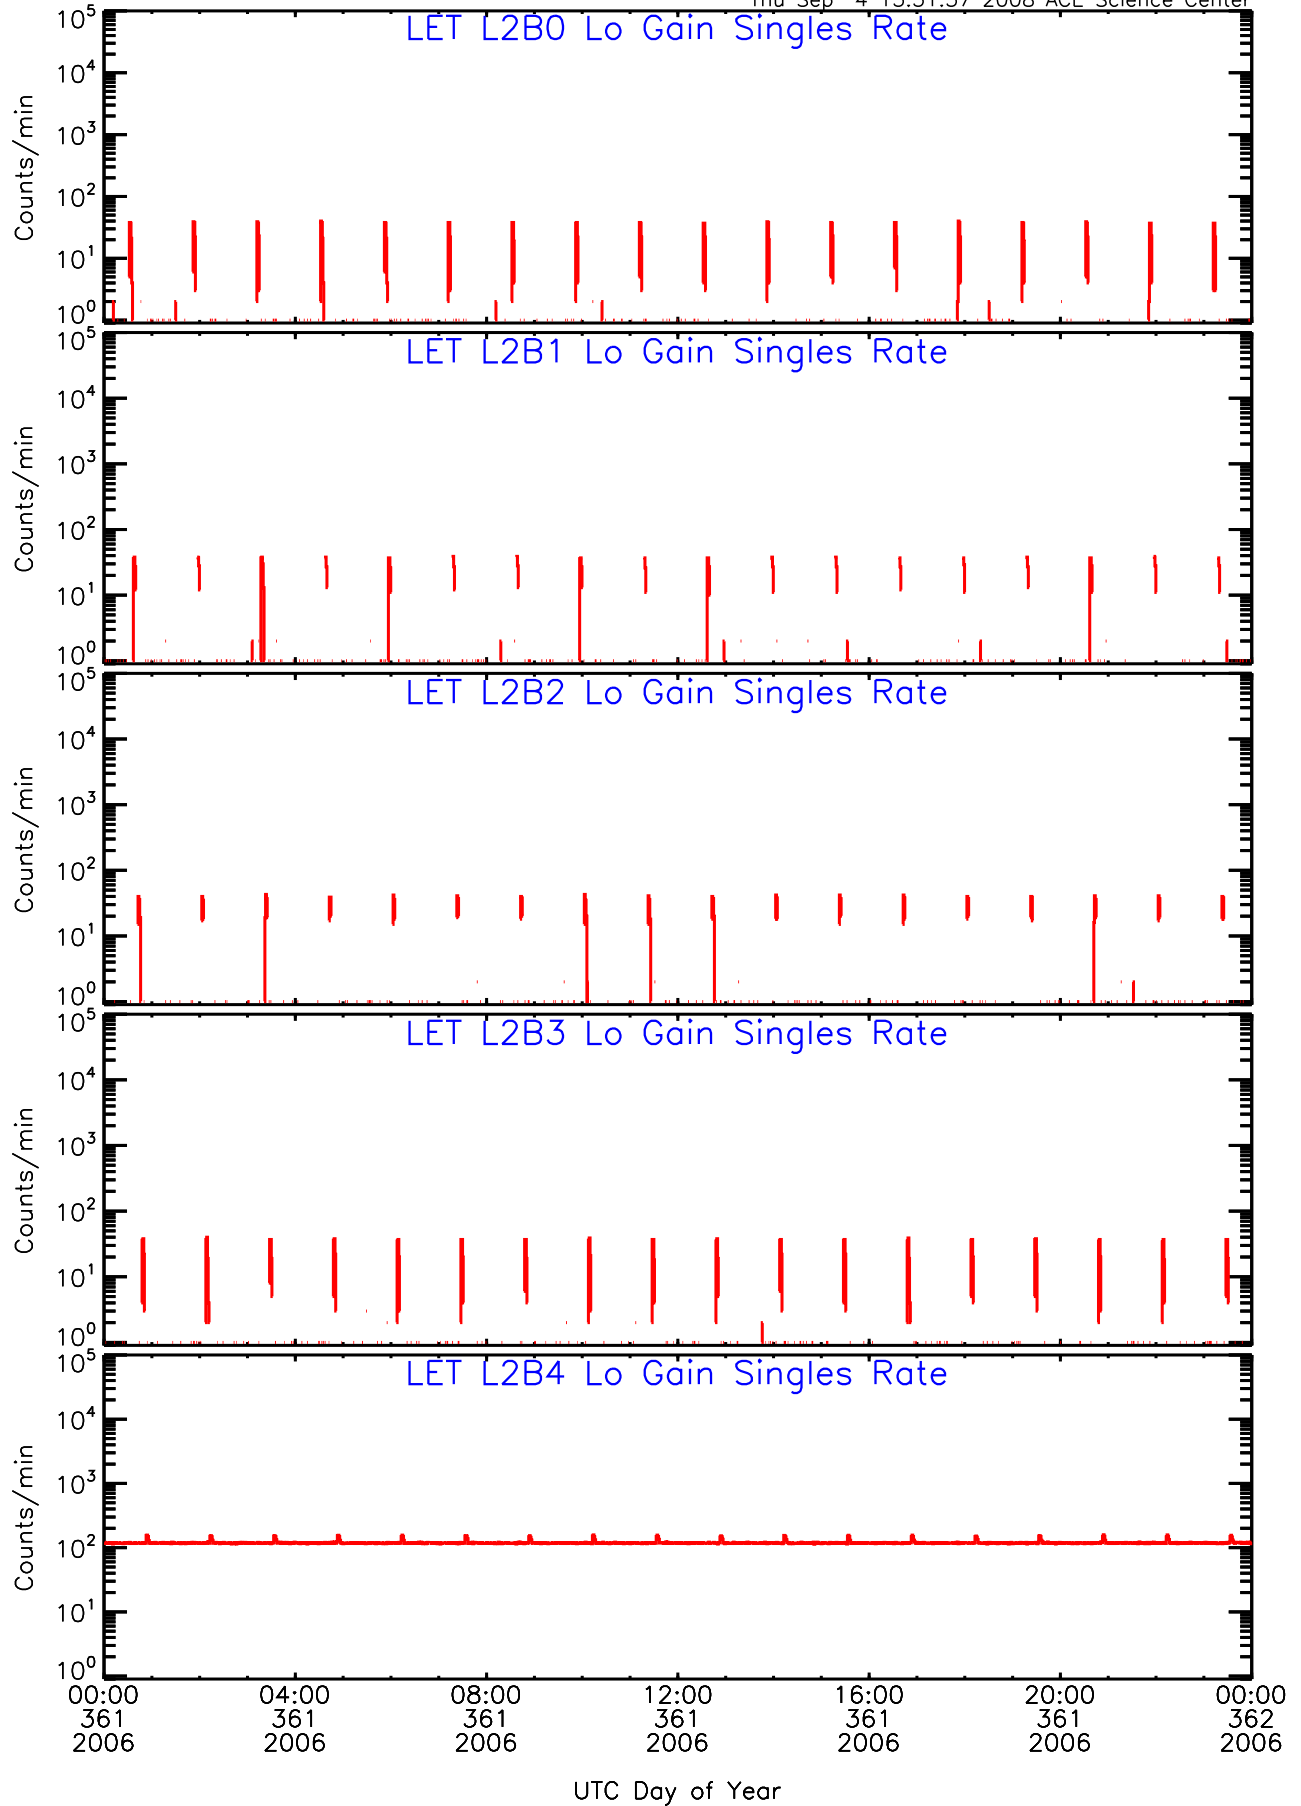 LET L2B0 Lo Gain Singles Rate
Counts/min
10^5
10^4
10^3
10^2
10^1
10^0
LET L2B1 Lo Gain Singles Rate
Counts/min
10^5
10^4
10^3
10^2
10^1
10^0
LET L2B2 Lo Gain Singles Rate
Counts/min
10^5
10^4
10^3
10^2
10^1
10^0
LET L2B3 Lo Gain Singles Rate
Counts/min
10^5
10^4
10^3
10^2
10^1
10^0
LET L2B4 Lo Gain Singles Rate
Counts/min
10^5
10^4
10^3
10^2
10^1
10^0
00:00 04:00 08:00 12:00 16:00 20:00 00:00
361 361 361 361 361 361 362
2006 2006 2006 2006 2006 2006 2006
UTC Day of Year